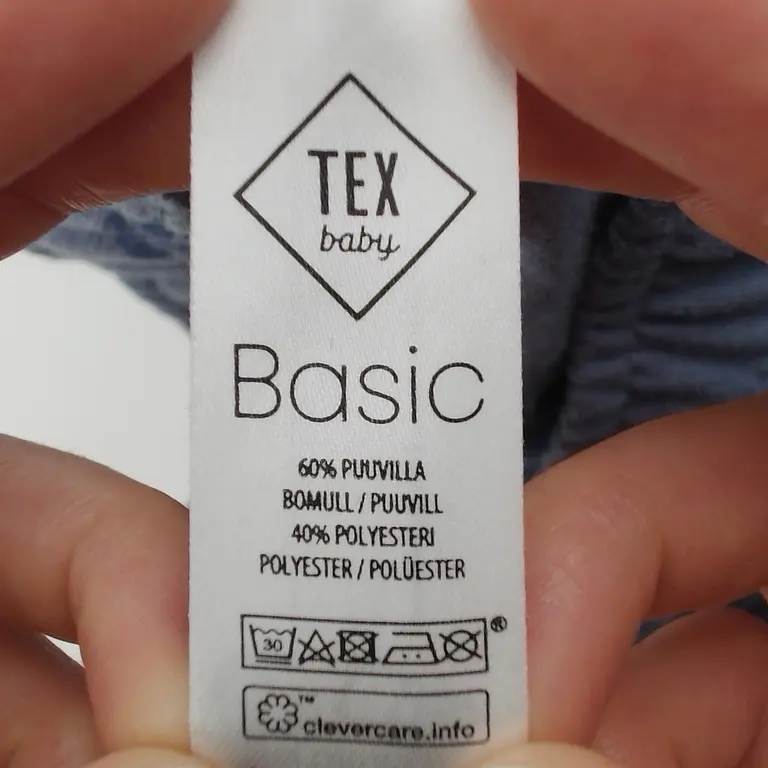 TEX
baby
Basic
60% PUUVILLA
BOMULL / PUUVILL
40% POLYESTERI
POLYESTER / POLÜESTER
30
®
™
clevercare.info